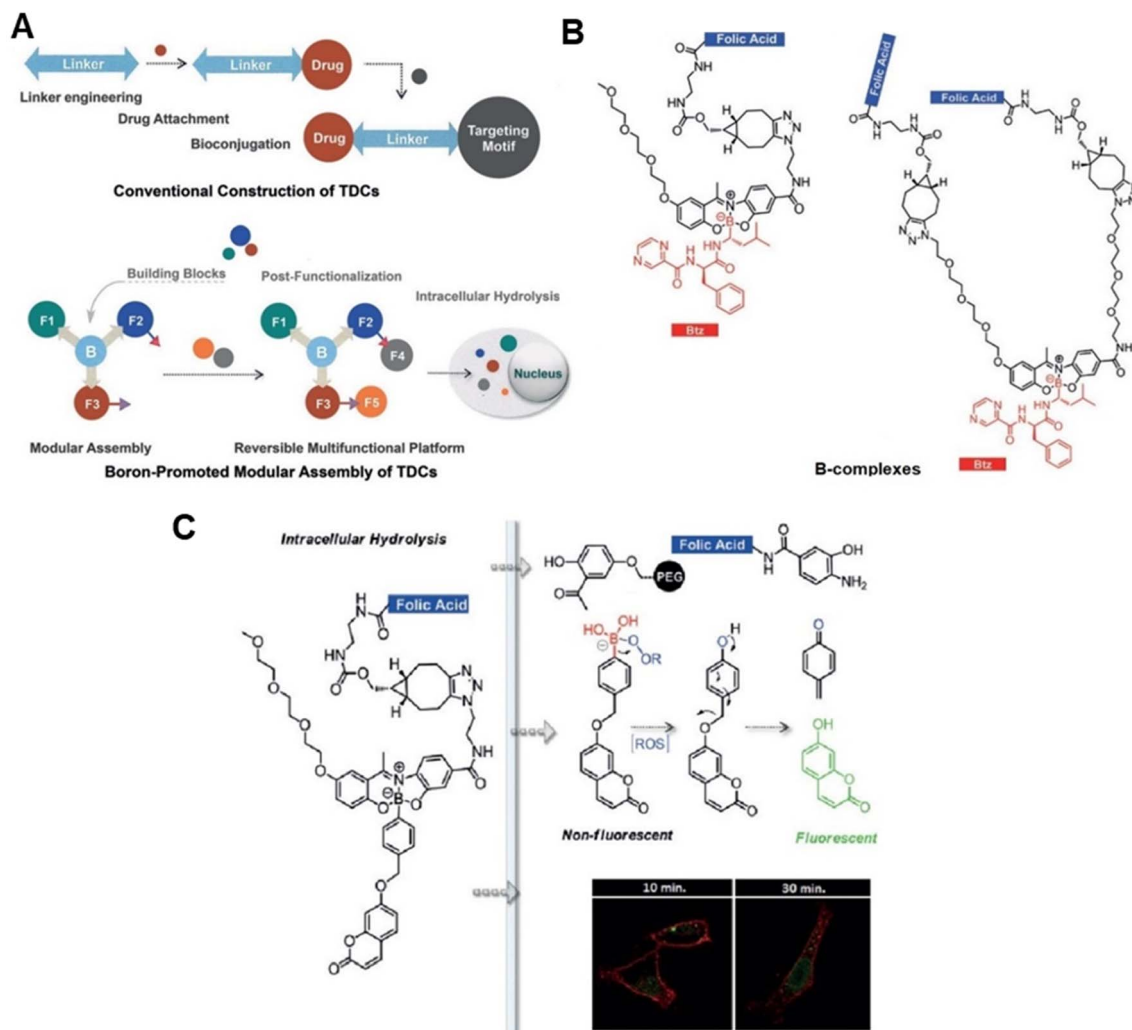 A
Linker
Linker
Drug
Linker engineering
Drug Attachment
Bioconjugation
Drug
Linker
Targeting
Motif
Conventional Construction of TDCs
Building Blocks
Post-Functionalization
Intracellular Hydrolysis
F1
F2
B
F3
F1
F2
B
F4
F3
F5
Nucleus
Modular Assembly
Reversible Multifunctional Platform
Boron-Promoted Modular Assembly of TDCs
B
Folic Acid
Btz
Folic Acid
Folic Acid
Btz
B-complexes
C
Intracellular Hydrolysis
Folic Acid
Folic Acid
PEG
[ROS]
Non-fluorescent
Fluorescent
10 min.
30 min.